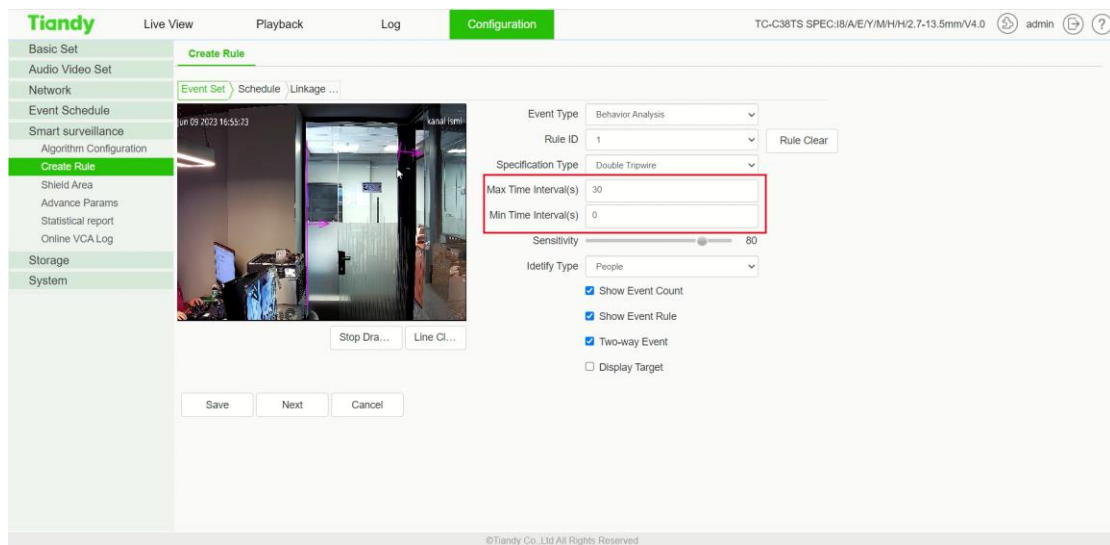 Tiandy
Live View
Playback
Log
Configuration
TC-C38TS SPEC:I8/A/E/Y/M/H/H/2.7-13.5mm/V4.0
admin
?
Basic Set
Audio Video Set
Network
Event Schedule
Smart surveillance
Algorithm Configuration
Create Rule
Shield Area
Advance Params
Statistical report
Online VCA Log
Storage
System
Create Rule
Event Set
Schedule
Linkage ...
Jun 09 2023 16:55:23
kanal ismi
Stop Dra...
Line Cl...
Event Type
Behavior Analysis
Rule ID
1
Rule Clear
Specification Type
Double Tripwire
Max Time Interval(s)
30
Min Time Interval(s)
0
Sensitivity
80
Idetify Type
People
Show Event Count
Show Event Rule
Two-way Event
Display Target
Save
Next
Cancel
©Tiandy Co.,Ltd All Rights Reserved